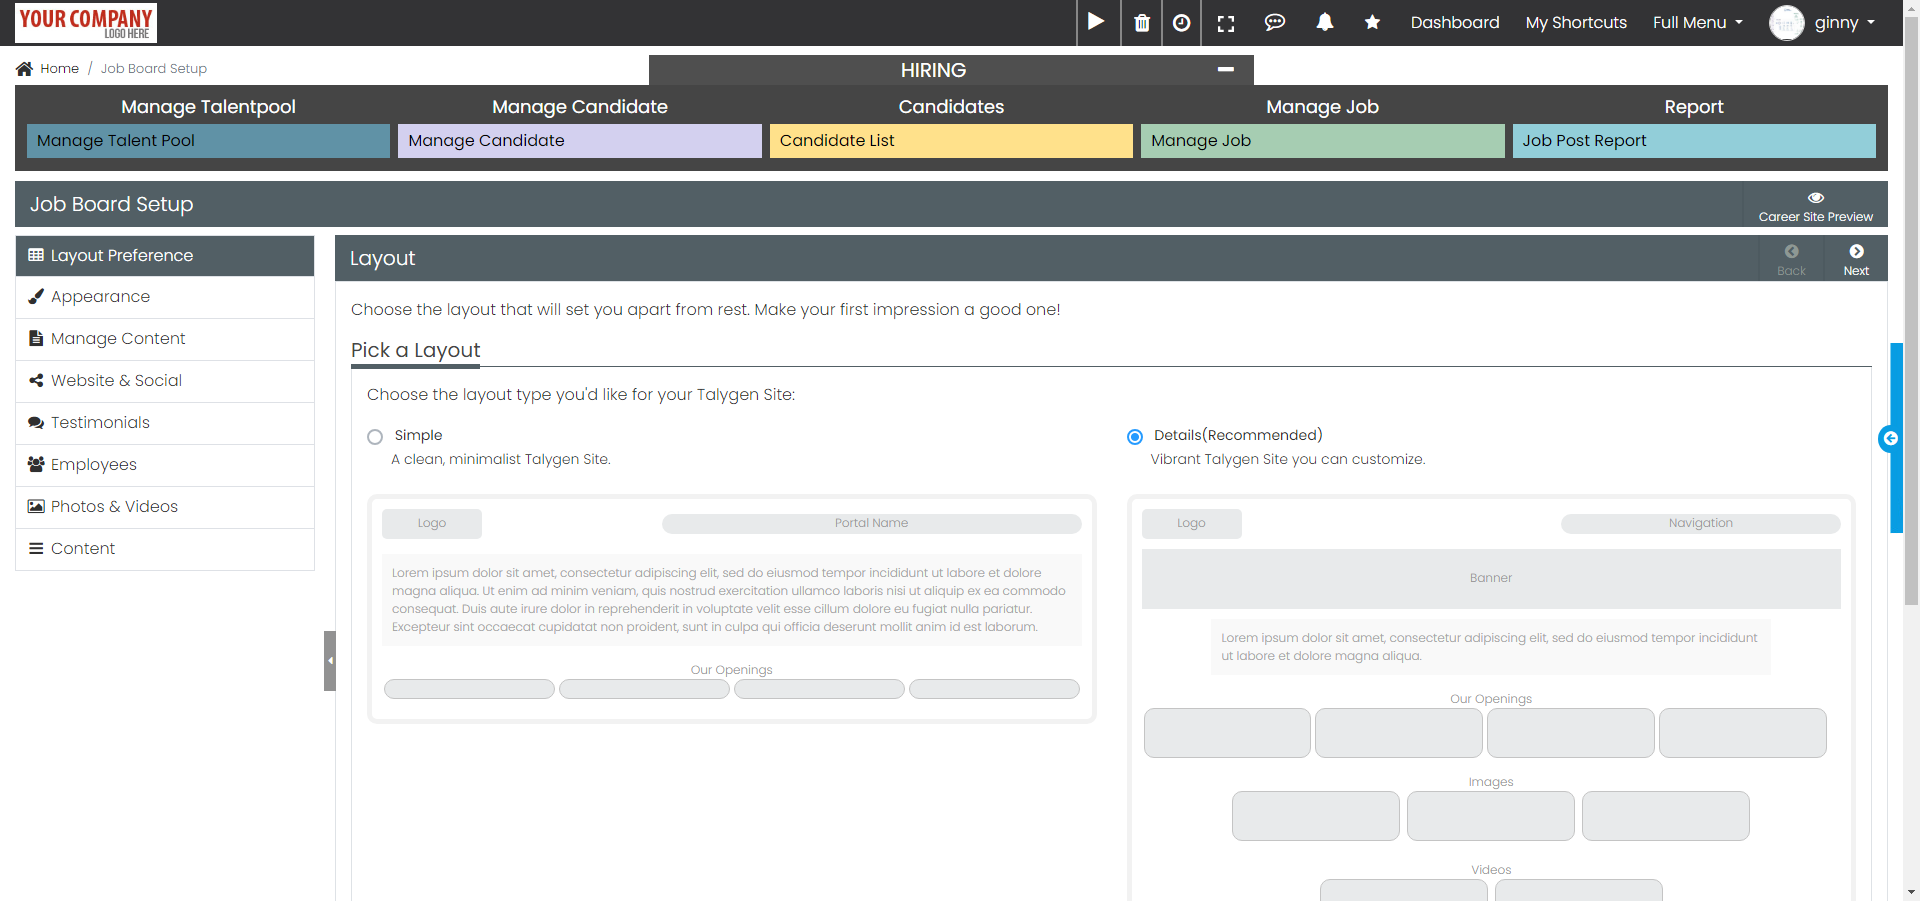 YOUR COMPANY
LOGO HERE
Dashboard
My Shortcuts
Full Menu
ginny
Home / Job Board Setup
HIRING
Manage Talentpool
Manage Candidate
Candidates
Manage Job
Report
Manage Talent Pool
Manage Candidate
Candidate List
Manage Job
Job Post Report
Job Board Setup
Career Site Preview
Layout Preference
Appearance
Manage Content
Website & Social
Testimonials
Employees
Photos & Videos
Content
Layout
Back
Next
Choose the layout that will set you apart from rest. Make your first impression a good one!
Pick a Layout
Choose the layout type you'd like for your Talygen Site:
Simple
A clean, minimalist Talygen Site.
Logo
Portal Name
Lorem ipsum dolor sit amet, consectetur adipiscing elit, sed do eiusmod tempor incididunt ut labore et dolore
magna aliqua. Ut enim ad minim veniam, quis nostrud exercitation ullamco laboris nisi ut aliquip ex ea commodo
consequat. Duis aute irure dolor in reprehenderit in voluptate velit esse cillum dolore eu fugiat nulla pariatur.
Excepteur sint occaecat cupidatat non proident, sunt in culpa qui officia deserunt mollit anim id est laborum.
Our Openings
Details(Recommended)
Vibrant Talygen Site you can customize.
Logo
Navigation
Banner
Lorem ipsum dolor sit amet, consectetur adipiscing elit, sed do eiusmod tempor incididunt
ut labore et dolore magna aliqua.
Our Openings
Images
Videos